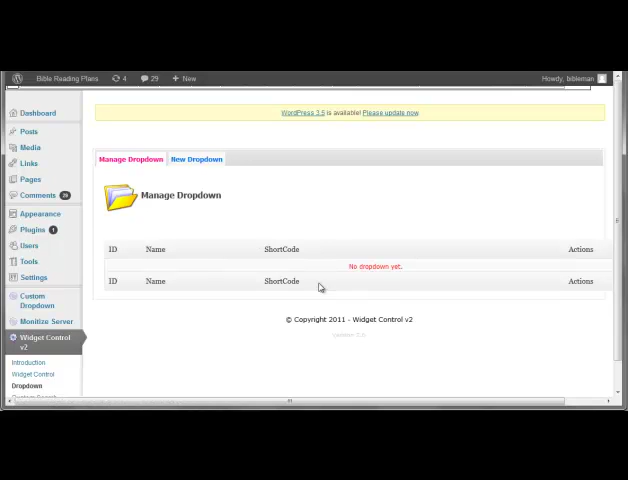 Bible Reading Plans 4 29 New Howdy, bibleman
WordPress 3.5 is available! Please update now.
Dashboard
Posts
Media
Links
Pages
Comments
Appearance
Plugins 1
Users
Tools
Settings
Custom
Dropdown
Monitize Server
Widget Control
v2
Introduction
Widget Control
Dropdown
Manage Dropdown New Dropdown
Manage Dropdown
ID Name ShortCode Actions
No dropdown yet.
ID Name ShortCode Actions
© Copyright 2011 - Widget Control v2